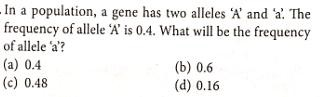 In a population, a gene has two alleles ‘A’ and ‘a’. The
frequency of allele ‘A’ is 0.4. What will be the frequency
of allele ‘a’?
(a) 0.4 (b) 0.6
(c) 0.48 (d) 0.16